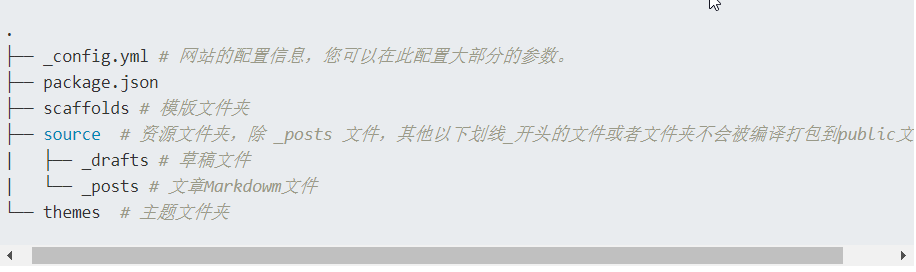 .
├── _config.yml # 网站的配置信息，您可以在此配置大部分的参数。
├── package.json
├── scaffolds # 模版文件夹
├── source  # 资源文件夹，除 _posts 文件，其他以下划线_开头的文件或者文件夹不会被编译打包到public文
|   ├── _drafts # 草稿文件
|   └── _posts # 文章Markdowm文件
└── themes  # 主题文件夹